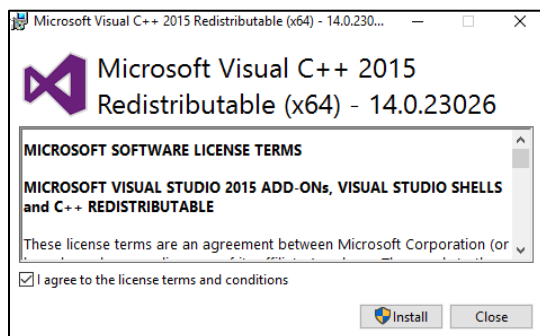 Microsoft Visual C++ 2015 Redistributable (x64) - 14.0.230...
Microsoft Visual C++ 2015
Redistributable (x64) - 14.0.23026
MICROSOFT SOFTWARE LICENSE TERMS
MICROSOFT VISUAL STUDIO 2015 ADD-ONs, VISUAL STUDIO SHELLS
and C++ REDISTRIBUTABLE
These license terms are an agreement between Microsoft Corporation (or
I agree to the license terms and conditions
Install Close